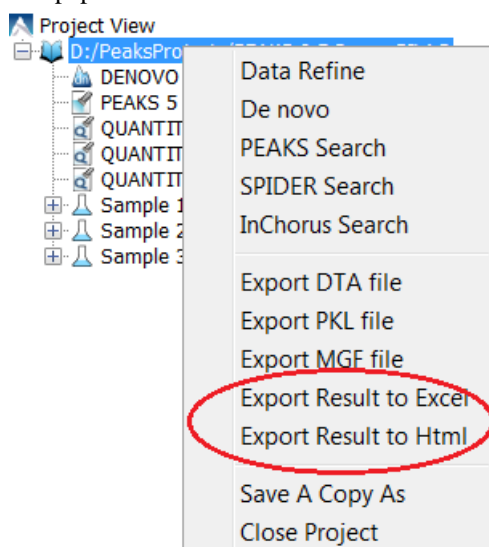 Project View
D:/PeaksPro
DENOVO
PEAKS 5
QUANTIT
QUANTIT
QUANTIT
Sample 1
Sample 2
Sample 3
Data Refine
De novo
PEAKS Search
SPIDER Search
InChorus Search
Export DTA file
Export PKL file
Export MGF file
Export Result to Excel
Export Result to Html
Save A Copy As
Close Project